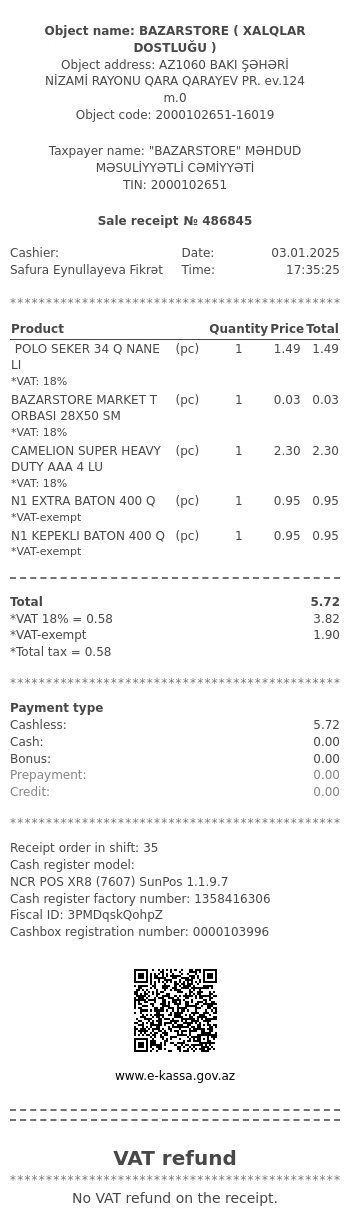 Object name: BAZARSTORE ( XALQLAR
DOSTLUĞU )
Object address: AZ1060 BAKI ŞƏHƏRİ
NİZAMİ RAYONU QARA QARAYEV PR. ev.124
m.0
Object code: 2000102651-16019
Taxpayer name: "BAZARSTORE" MƏHDUD
MƏSULİYYƏTLİ CƏMİYYƏTİ
TIN: 2000102651
Sale receipt № 486845
Cashier: Date: 03.01.2025
Safura Eynullayeva Fikrət Time: 17:35:25
************************************************
Product Quantity Price Total
POLO SEKER 34 Q NANE (pc) 1 1.49 1.49
LI
*VAT: 18%
BAZARSTORE MARKET T (pc) 1 0.03 0.03
ORBASI 28X50 SM
*VAT: 18%
CAMELION SUPER HEAVY (pc) 1 2.30 2.30
DUTY AAA 4 LU
*VAT: 18%
N1 EXTRA BATON 400 Q (pc) 1 0.95 0.95
*VAT-exempt
N1 KEPEKLI BATON 400 Q (pc) 1 0.95 0.95
*VAT-exempt
Total 5.72
*VAT 18% = 0.58 3.82
*VAT-exempt 1.90
*Total tax = 0.58
************************************************
Payment type
Cashless: 5.72
Cash: 0.00
Bonus: 0.00
Prepayment: 0.00
Credit: 0.00
************************************************
Receipt order in shift: 35
Cash register model:
NCR POS XR8 (7607) SunPos 1.1.9.7
Cash register factory number: 1358416306
Fiscal ID: 3PMDqskQohpZ
Cashbox registration number: 0000103996
www.e-kassa.gov.az
VAT refund
************************************************
No VAT refund on the receipt.